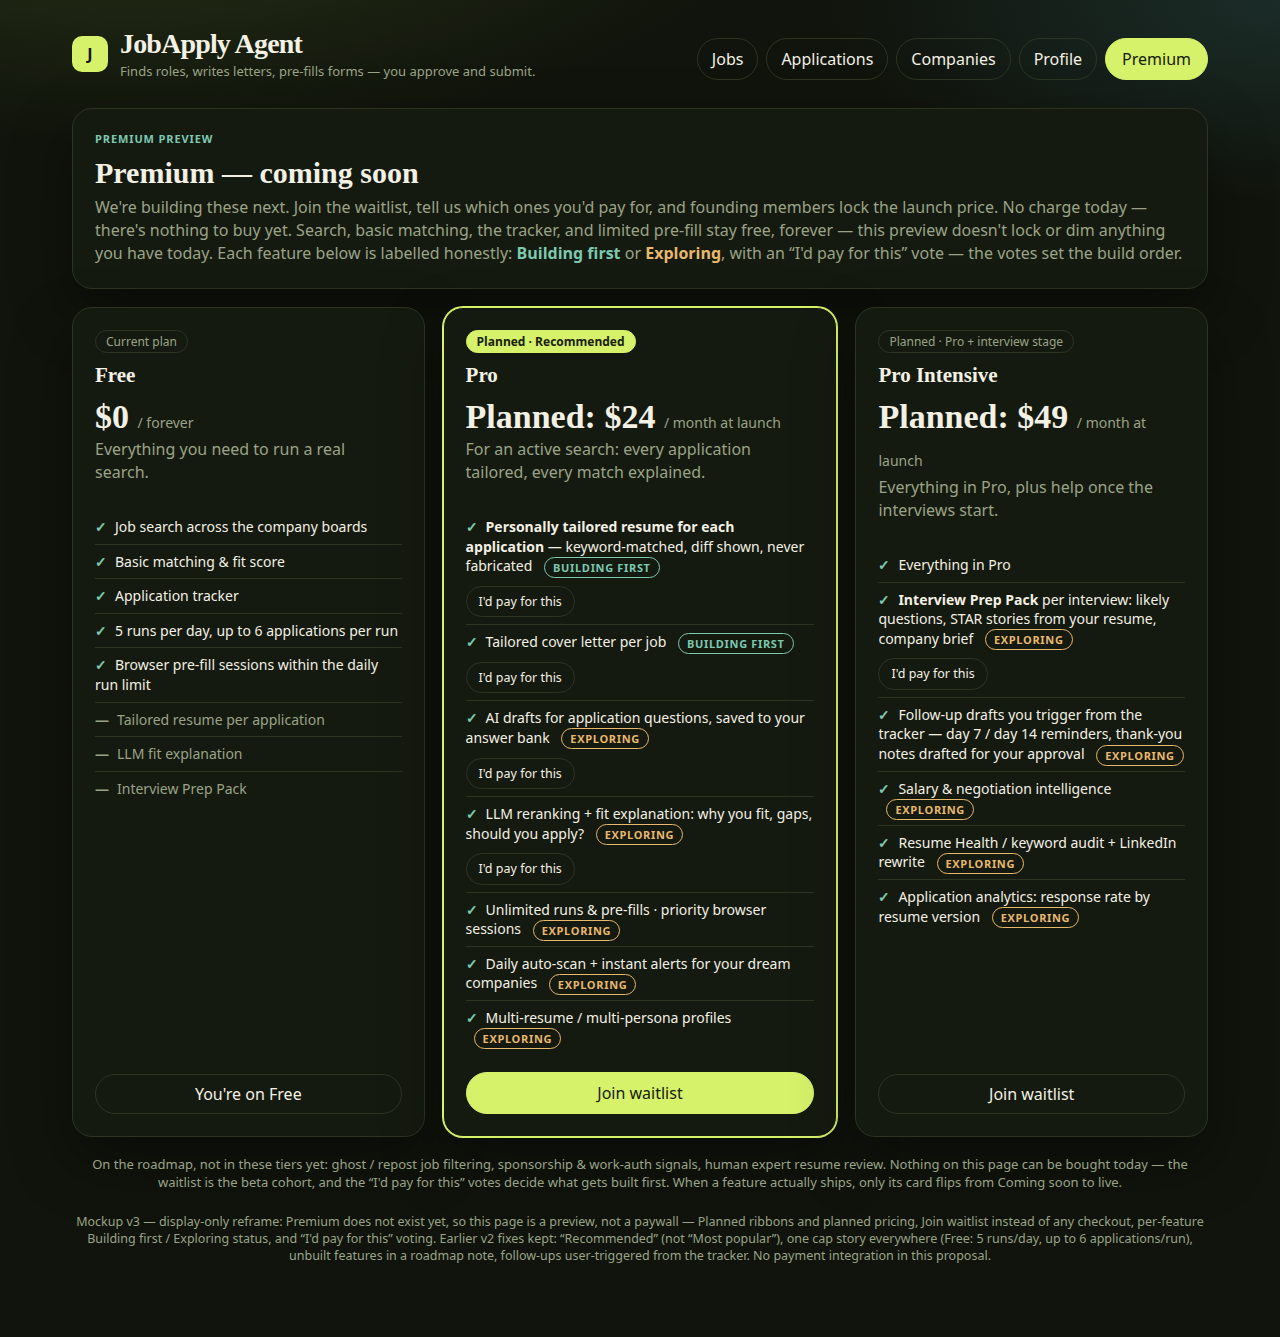 J
JobApply Agent
Finds roles, writes letters, pre-fills forms — you approve and submit.
Jobs
Applications
Companies
Profile
Premium
PREMIUM PREVIEW
Premium — coming soon
We're building these next. Join the waitlist, tell us which ones you'd pay for, and founding members lock the launch price. No charge today —
there's nothing to buy yet. Search, basic matching, the tracker, and limited pre-fill stay free, forever — this preview doesn't lock or dim anything
you have today. Each feature below is labelled honestly: Building first or Exploring, with an “I'd pay for this” vote — the votes set the build order.
Current plan
Free
$0 / forever
Everything you need to run a real
search.
✓ Job search across the company boards
✓ Basic matching & fit score
✓ Application tracker
✓ 5 runs per day, up to 6 applications per run
✓ Browser pre-fill sessions within the daily
run limit
— Tailored resume per application
— LLM fit explanation
— Interview Prep Pack
You're on Free
Planned · Recommended
Pro
Planned: $24 / month at launch
For an active search: every application
tailored, every match explained.
✓ Personally tailored resume for each
application — keyword-matched, diff shown, never
fabricated BUILDING FIRST
I'd pay for this
✓ Tailored cover letter per job BUILDING FIRST
I'd pay for this
✓ AI drafts for application questions, saved to your
answer bank EXPLORING
I'd pay for this
✓ LLM reranking + fit explanation: why you fit, gaps,
should you apply? EXPLORING
I'd pay for this
✓ Unlimited runs & pre-fills · priority browser
sessions EXPLORING
✓ Daily auto-scan + instant alerts for your dream
companies EXPLORING
✓ Multi-resume / multi-persona profiles
EXPLORING
Join waitlist
Planned · Pro + interview stage
Pro Intensive
Planned: $49 / month at
launch
Everything in Pro, plus help once the
interviews start.
✓ Everything in Pro
✓ Interview Prep Pack per interview: likely
questions, STAR stories from your resume,
company brief EXPLORING
I'd pay for this
✓ Follow-up drafts you trigger from the
tracker — day 7 / day 14 reminders, thank-you
notes drafted for your approval EXPLORING
✓ Salary & negotiation intelligence
EXPLORING
✓ Resume Health / keyword audit + LinkedIn
rewrite EXPLORING
✓ Application analytics: response rate by
resume version EXPLORING
Join waitlist
On the roadmap, not in these tiers yet: ghost / repost job filtering, sponsorship & work-auth signals, human expert resume review. Nothing on this page can be bought today — the
waitlist is the beta cohort, and the “I'd pay for this” votes decide what gets built first. When a feature actually ships, only its card flips from Coming soon to live.
Mockup v3 — display-only reframe: Premium does not exist yet, so this page is a preview, not a paywall — Planned ribbons and planned pricing, Join waitlist instead of any checkout, per-feature
Building first / Exploring status, and “I'd pay for this” voting. Earlier v2 fixes kept: “Recommended” (not “Most popular”), one cap story everywhere (Free: 5 runs/day, up to 6 applications/run),
unbuilt features in a roadmap note, follow-ups user-triggered from the tracker. No payment integration in this proposal.